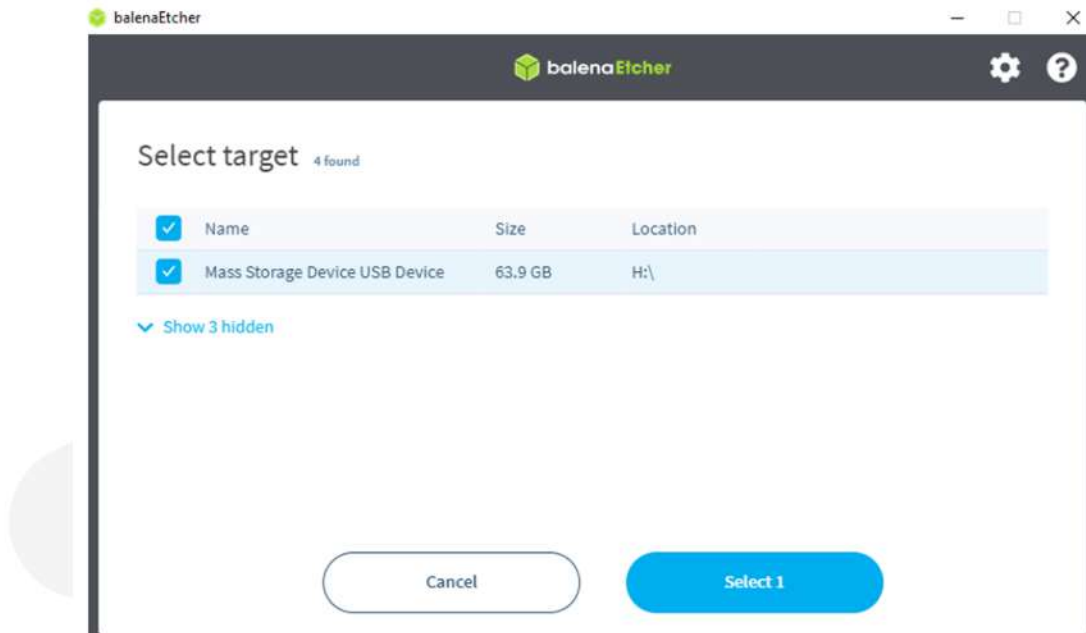 balenaEtcher
balenaEtcher
Select target 4 found
Name Size Location
Mass Storage Device USB Device 63.9 GB H:\
Show 3 hidden
Cancel Select 1